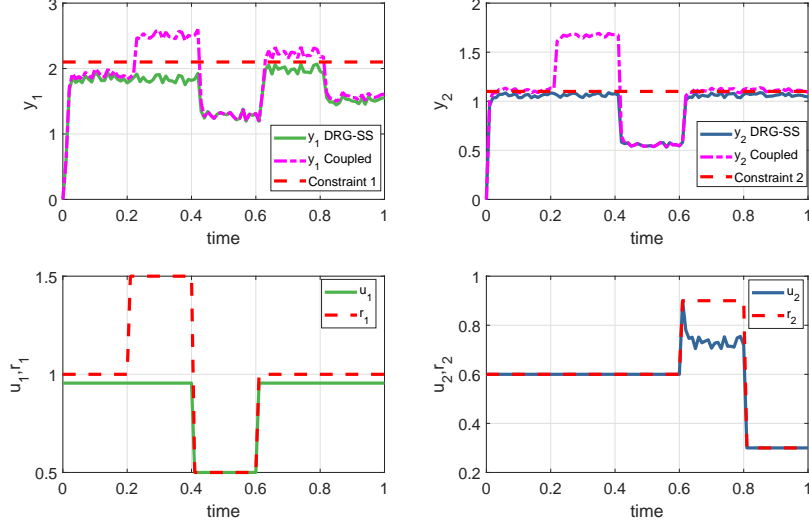 3
2
1
0
y1
0 0.2 0.4 0.6 0.8 1
time
y1 DRG-SS
y1 Coupled
Constraint 1
2
1.5
1
0.5
0
y2
0 0.2 0.4 0.6 0.8 1
time
y2 DRG-SS
y2 Coupled
Constraint 2
1.5
1
0.5
u1,r1
0 0.2 0.4 0.6 0.8 1
time
u1
r1
1
0.8
0.6
0.4
0.2
u2,r2
0 0.2 0.4 0.6 0.8 1
time
u2
r2